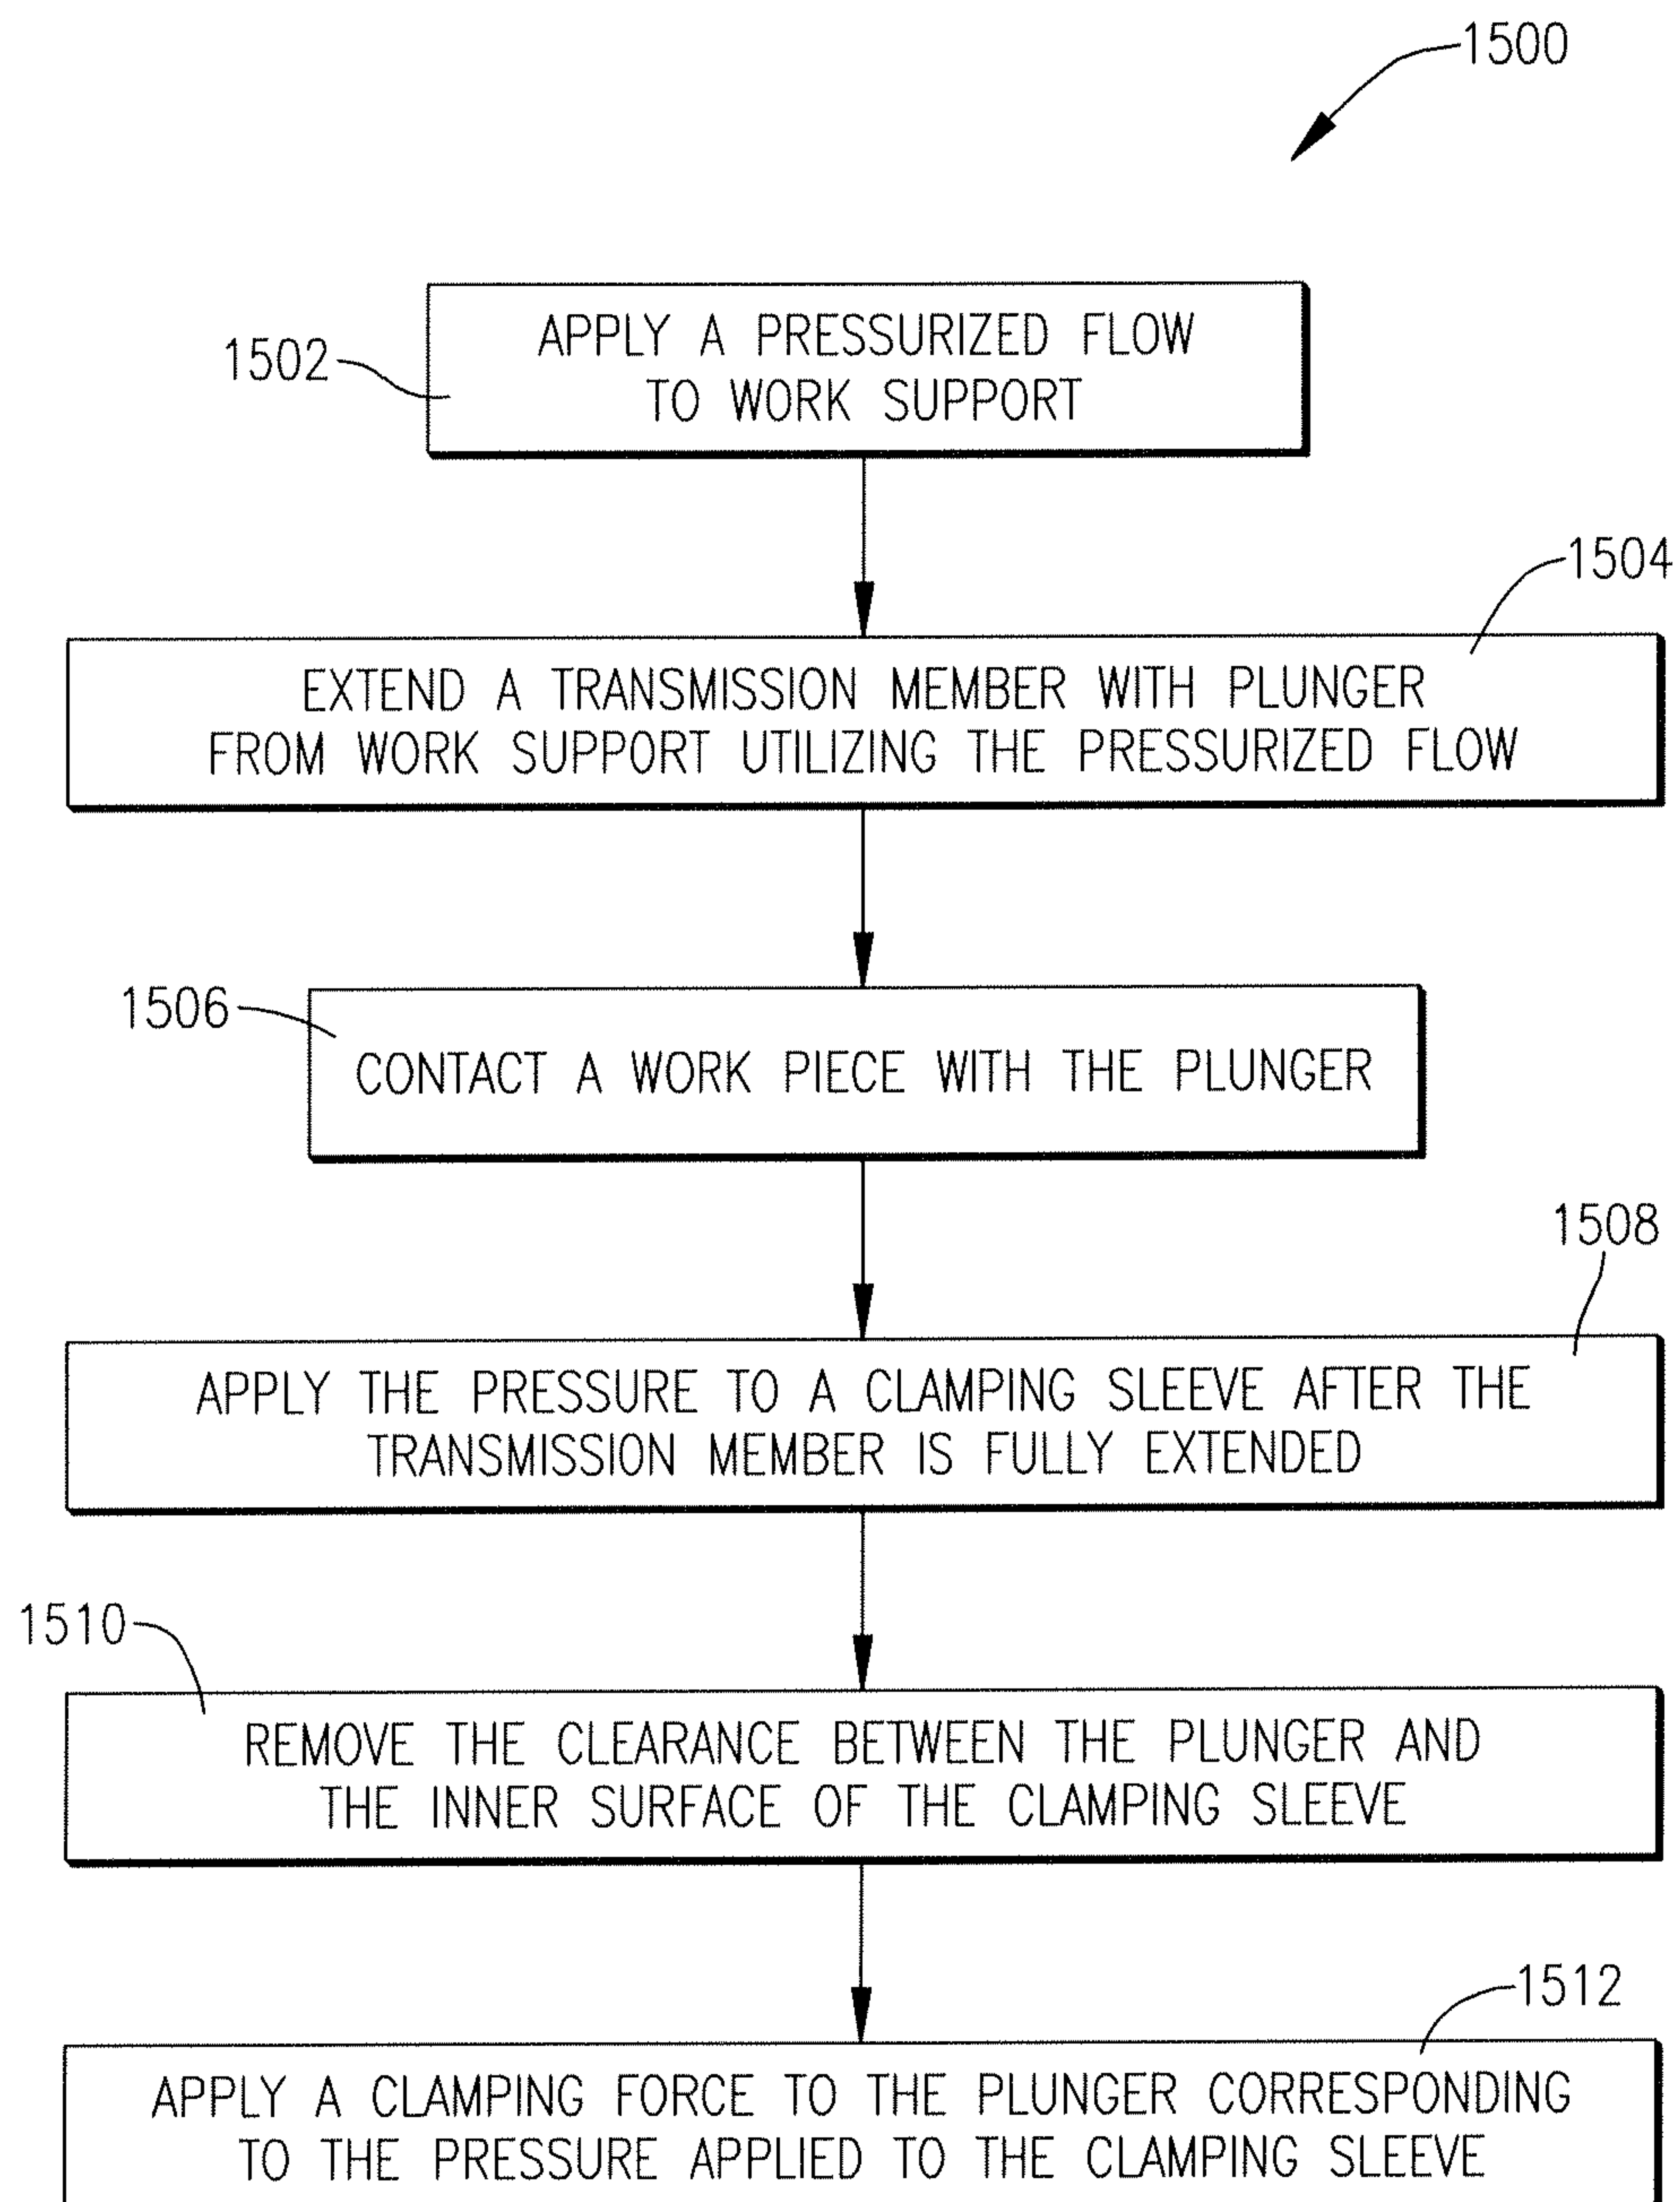 1500
1502
APPLY A PRESSURIZED FLOW
TO WORK SUPPORT
1504
EXTEND A TRANSMISSION MEMBER WITH PLUNGER
FROM WORK SUPPORT UTILIZING THE PRESSURIZED FLOW
1506
CONTACT A WORK PIECE WITH THE PLUNGER
1508
APPLY THE PRESSURE TO A CLAMPING SLEEVE AFTER THE
TRANSMISSION MEMBER IS FULLY EXTENDED
1510
REMOVE THE CLEARANCE BETWEEN THE PLUNGER AND
THE INNER SURFACE OF THE CLAMPING SLEEVE
1512
APPLY A CLAMPING FORCE TO THE PLUNGER CORRESPONDING
TO THE PRESSURE APPLIED TO THE CLAMPING SLEEVE